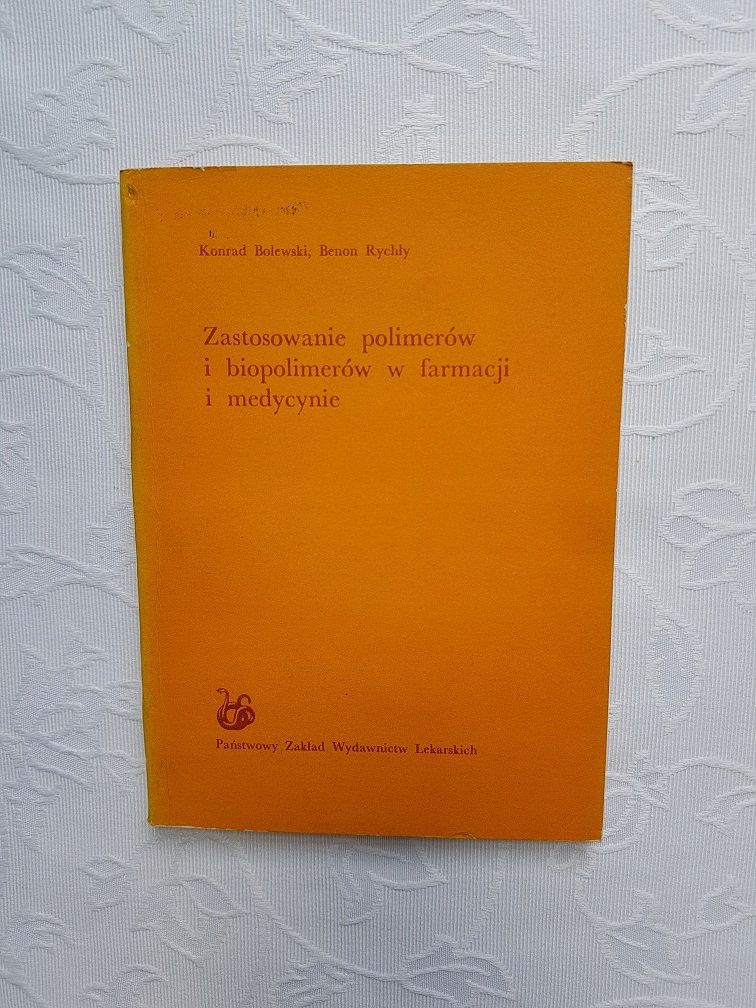 Konrad Bolewski, Benon Rychły
Zastosowanie polimerów
i biopolimerów w farmacji
i medycynie
Państwowy Zakład Wydawnictw Lekarskich